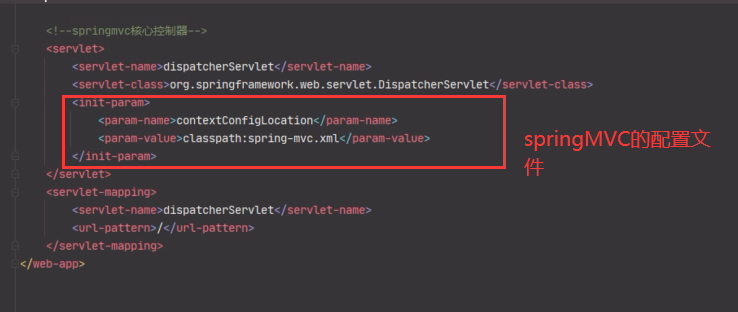 <!--springmvc核心控制器-->
<servlet>
<servlet-name>dispatcherServlet</servlet-name>
<servlet-class>org.springframework.web.servlet.DispatcherServlet</servlet-class>
<init-param>
<param-name>contextConfigLocation</param-name>
<param-value>classpath:spring-mvc.xml</param-value>
</init-param>
springMVC的配置文
件
</servlet>
<servlet-mapping>
<servlet-name>dispatcherServlet</servlet-name>
<url-pattern>/</url-pattern>
</servlet-mapping>
</web-app>